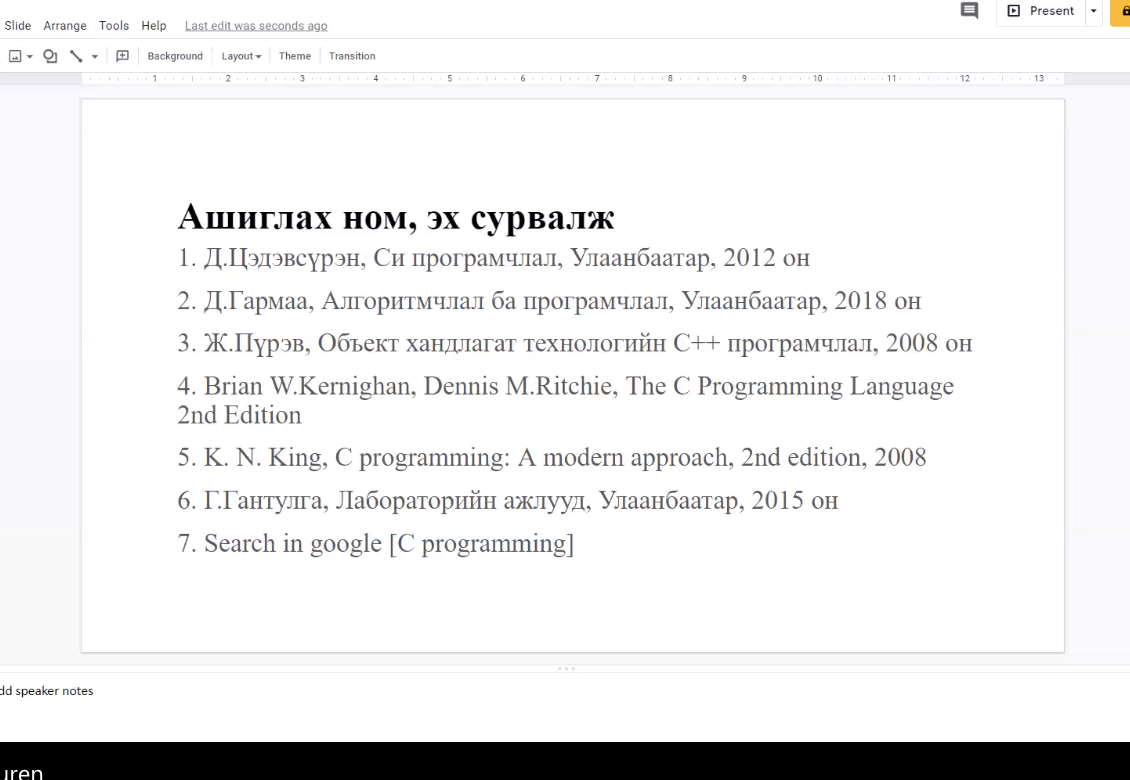 Slide Arrange Tools Help Last edit was seconds ago Present
Background Layout Theme Transition
1 2 3 4 5 6 7 8 9 10 11 12 13
Ашиглах ном, эх сурвалж
1. Д.Цэдэвсүрэн, Си програмчлал, Улаанбаатар, 2012 он
2. Д.Гармаа, Алгоритмчлал ба програмчлал, Улаанбаатар, 2018 он
3. Ж.Пүрэв, Объект хандлагат технологийн C++ програмчлал, 2008 он
4. Brian W.Kernighan, Dennis M.Ritchie, The C Programming Language
2nd Edition
5. K. N. King, C programming: A modern approach, 2nd edition, 2008
6. Г.Гантулга, Лабораторийн ажлууд, Улаанбаатар, 2015 он
7. Search in google [C programming]
dd speaker notes
uren